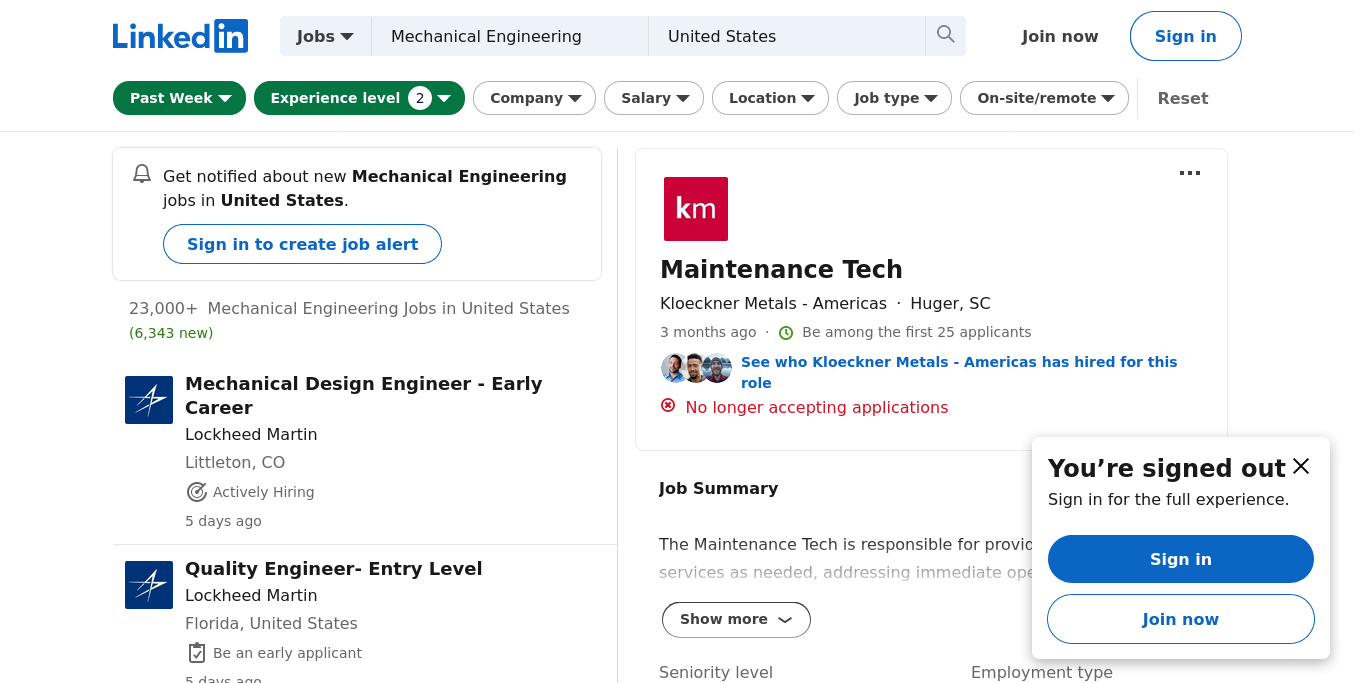 LinkedIn
Jobs
Mechanical Engineering
United States
Join now
Sign in
Past Week
Experience level 2
Company
Salary
Location
Job type
On-site/remote
Reset
Get notified about new Mechanical Engineering
jobs in United States.
Sign in to create job alert
23,000+ Mechanical Engineering Jobs in United States
(6,343 new)
Mechanical Design Engineer - Early
Career
Lockheed Martin
Littleton, CO
Actively Hiring
5 days ago
Quality Engineer- Entry Level
Lockheed Martin
Florida, United States
Be an early applicant
5 days ago
km
Maintenance Tech
Kloeckner Metals - Americas · Huger, SC
3 months ago · Be among the first 25 applicants
See who Kloeckner Metals - Americas has hired for this
role
No longer accepting applications
Job Summary
The Maintenance Tech is responsible for
services as needed, addressing immediate
Show more
Seniority level
Employment type
You’re signed out
Sign in for the full experience.
Sign in
Join now